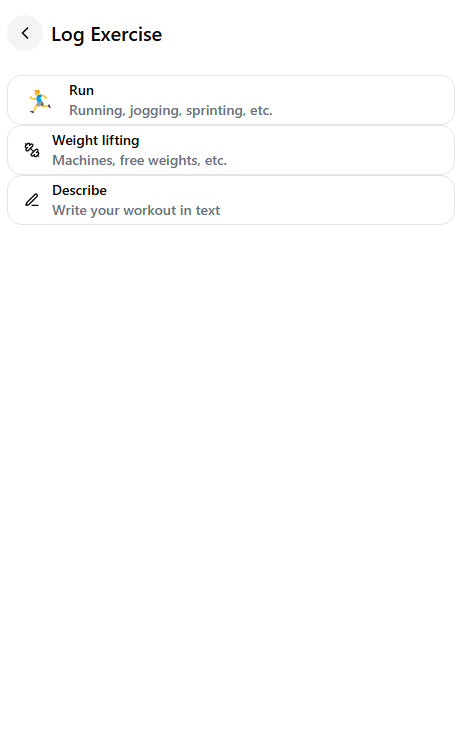 Log Exercise
Run
Running, jogging, sprinting, etc.
Weight lifting
Machines, free weights, etc.
Describe
Write your workout in text